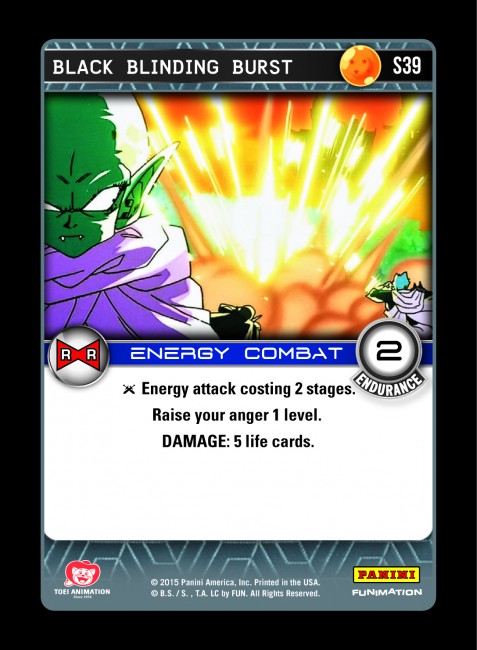 BLACK BLINDING BURST S39
R R ENERGY COMBAT 2
ENDURANCE
Energy attack costing 2 stages.
Raise your anger 1 level.
DAMAGE: 5 life cards.
TOEI ANIMATION
Since 1956
© 2015 Panini America, Inc. Printed in the USA.
© B.S. / S. , T.A. LC by FUN. All Rights Reserved.
PANINI
FUNIMATION